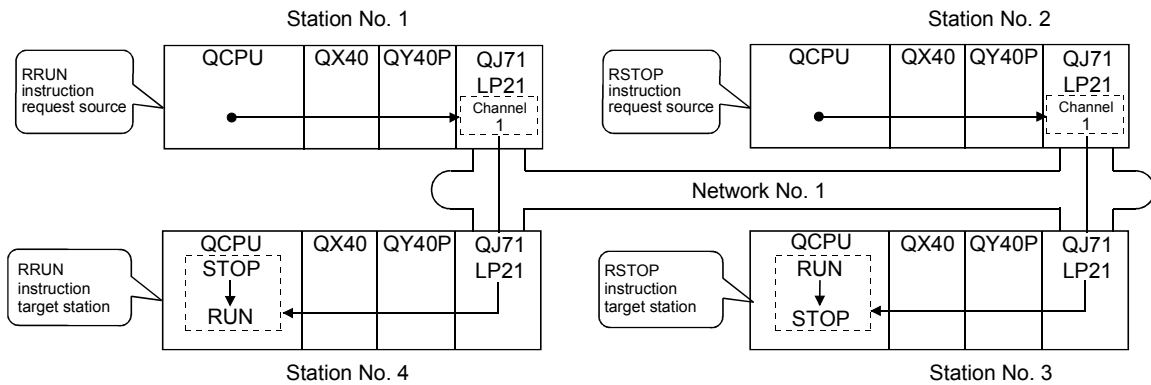 Station No. 1
Station No. 2
RRUN
instruction
request source
QCPU
QX40
QY40P
QJ71
LP21
Channel
1
RSTOP
instruction
request source
QCPU
QX40
QY40P
QJ71
LP21
Channel
1
Network No. 1
RRUN
instruction
target station
QCPU
STOP
RUN
QX40
QY40P
QJ71
LP21
RSTOP
instruction
target station
QCPU
RUN
STOP
QX40
QY40P
QJ71
LP21
Station No. 4
Station No. 3